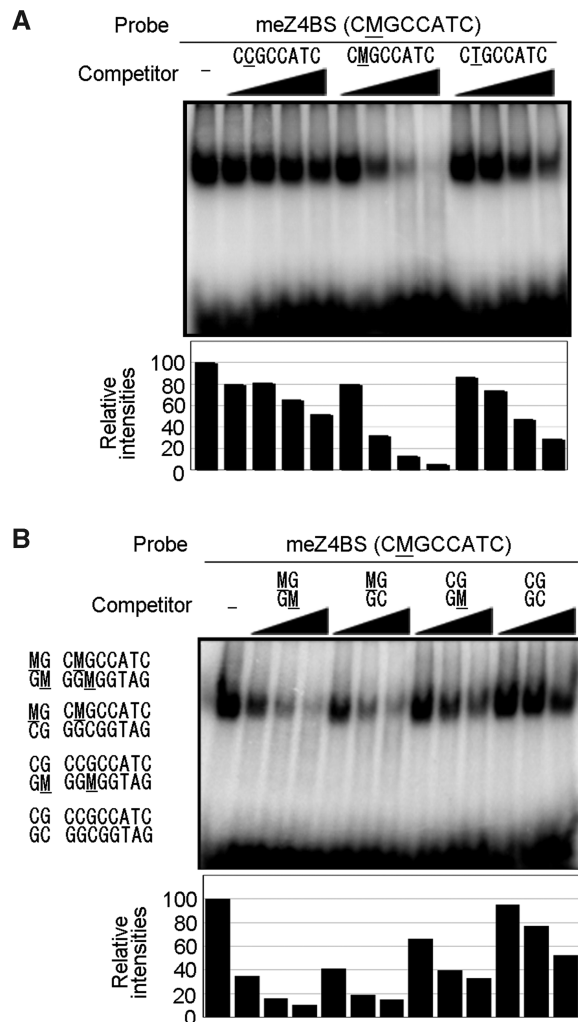 A
Probe meZ4BS (CMGCCATC)
Competitor – CCGCCATC CMGCCATC CTGCCATC
Relative intensities
100
80
60
40
20
0
B
Probe meZ4BS (CMGCCATC)
Competitor – MG MG CG CG
GM GC GM GC
MG CMGCCATC
GM GGMGGTAG
MG CMGCCATC
CG GGCGGTAG
CG CCGCCATC
GM GGMGGTAG
CG CCGCCATC
GC GGCGGTAG
Relative intensities
100
80
60
40
20
0